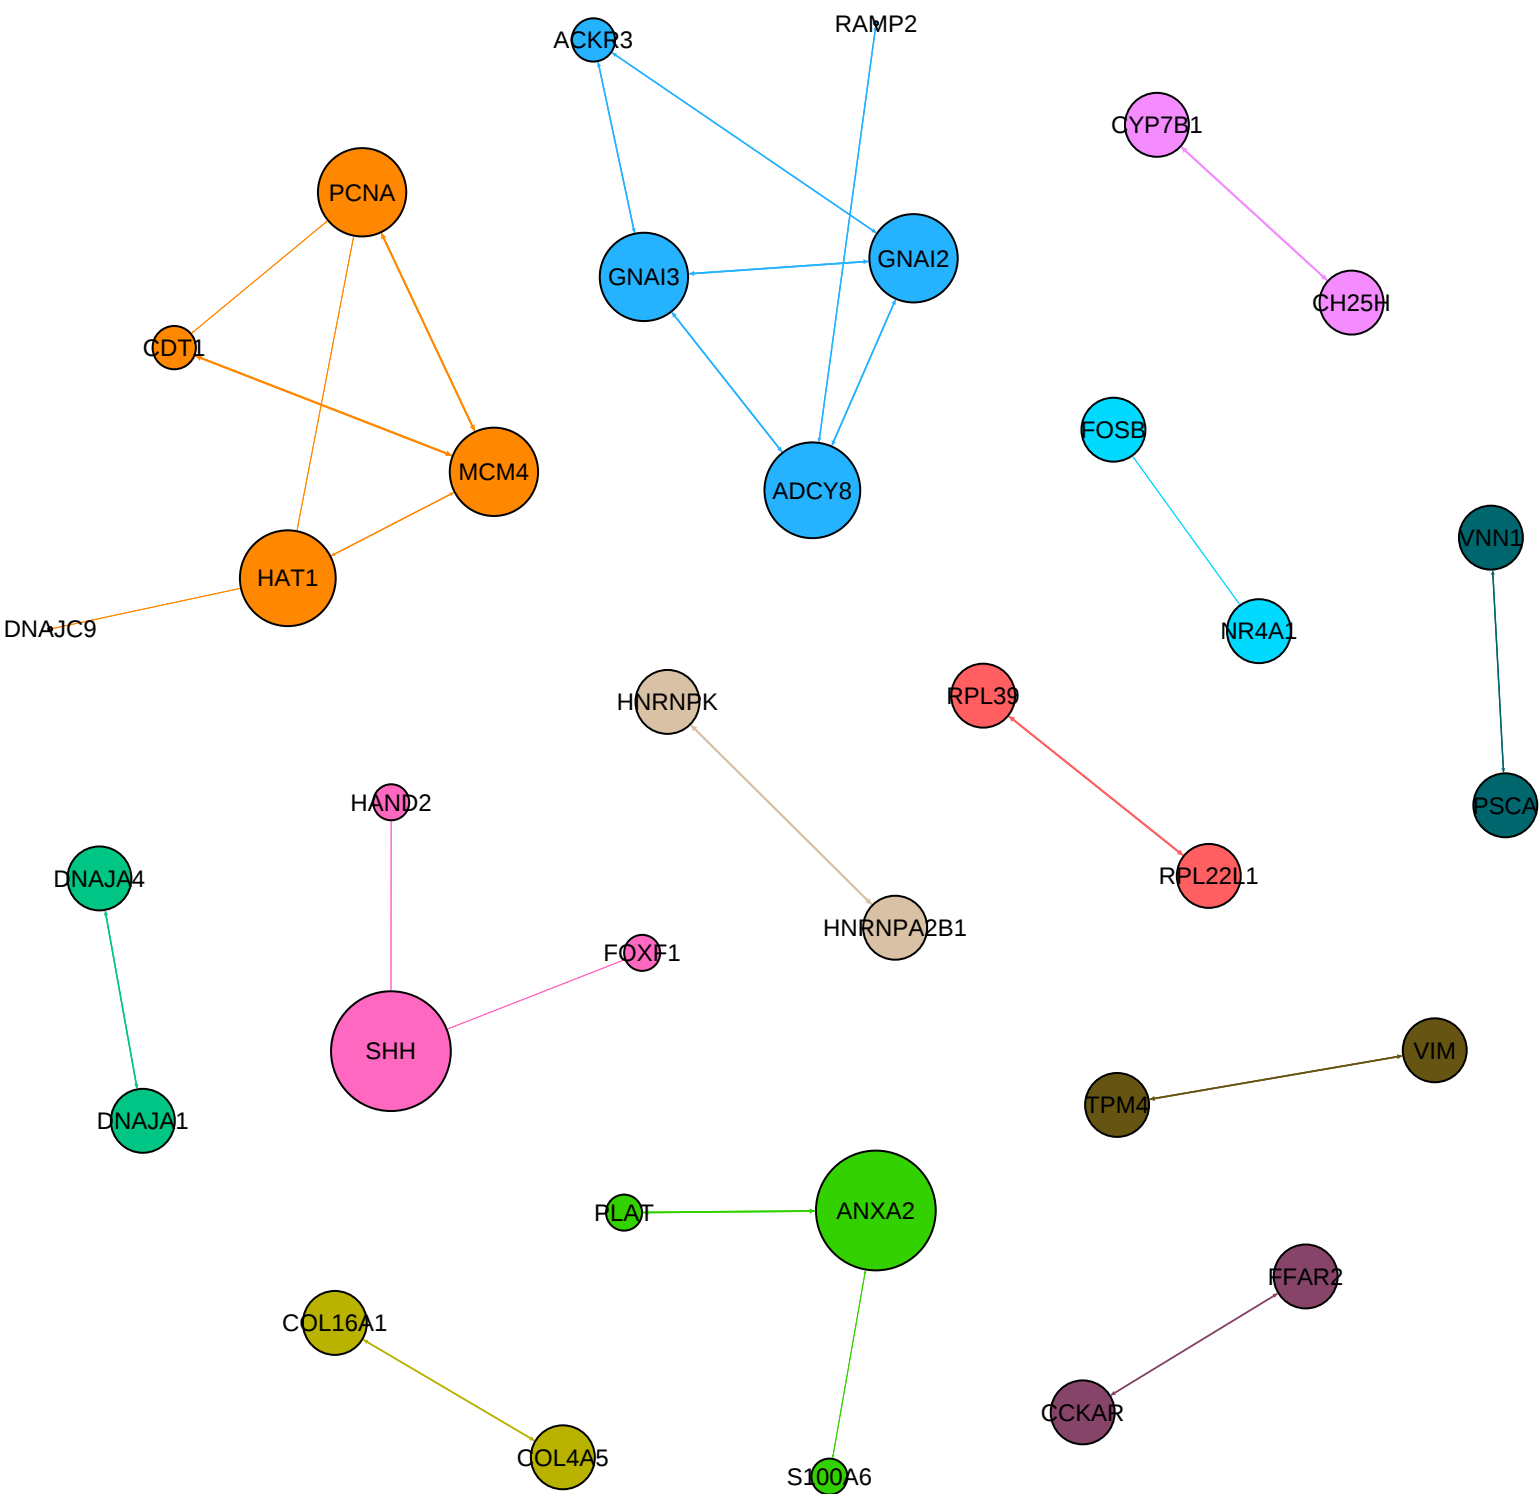 RAMP2
ACKR3
CYP7B1
PCNA
GNAI2
GNAI3
CH25H
CDT1
FOSB
MCM4
ADCY8
VNN1
HAT1
DNAJC9
NR4A1
RPL39
HNRNPK
HAND2
PSCA
RPL22L1
DNAJA4
HNRNPA2B1
FOXF1
SHH
VIM
TPM4
DNAJA1
ANXA2
PLAT
FFAR2
COL16A1
CCKAR
COL4A5
S100A6